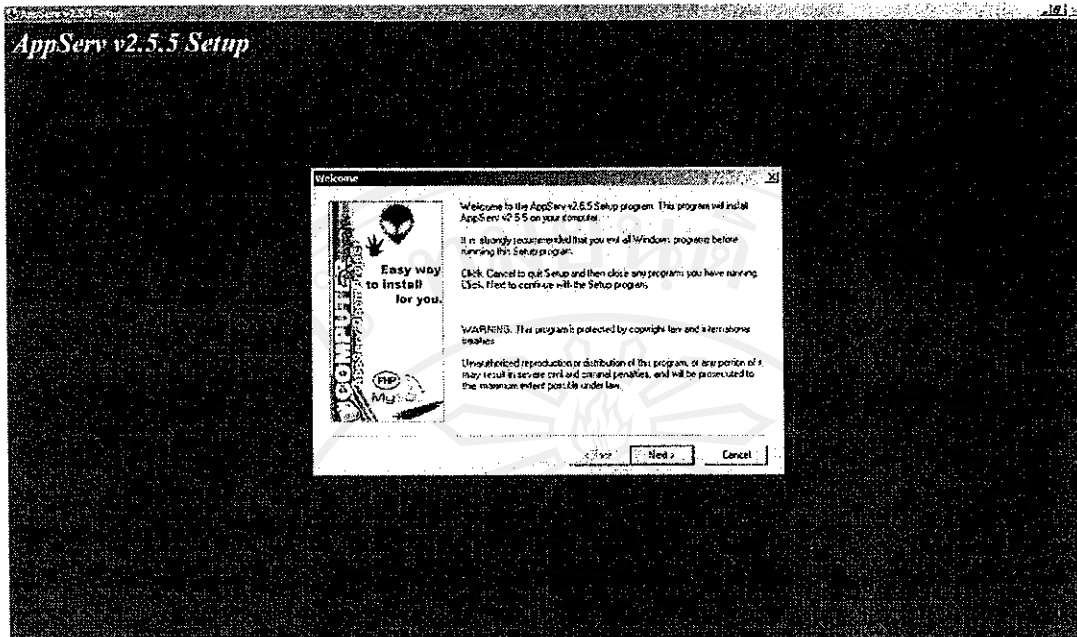 AppServ v2.5.5 Setup
AppServ v2.5.5 Setup
Welcome
Easy way
to install
for you.
PHP
MySQL
Welcome to the AppServ v2.5.5 Setup program. This program will install
AppServ v2.5.5 on your computer.
It is strongly recommended that you exit all Windows programs before
running this Setup program.
Click Cancel to quit Setup and then close any programs you have running.
Click Next to continue with the Setup program.
WARNING: This program is protected by copyright law and international
treaties.
Unauthorized reproduction or distribution of this program, or any portion of it,
may result in severe civil and criminal penalties, and will be prosecuted to
the maximum extent possible under law.
< Back
Next >
Cancel